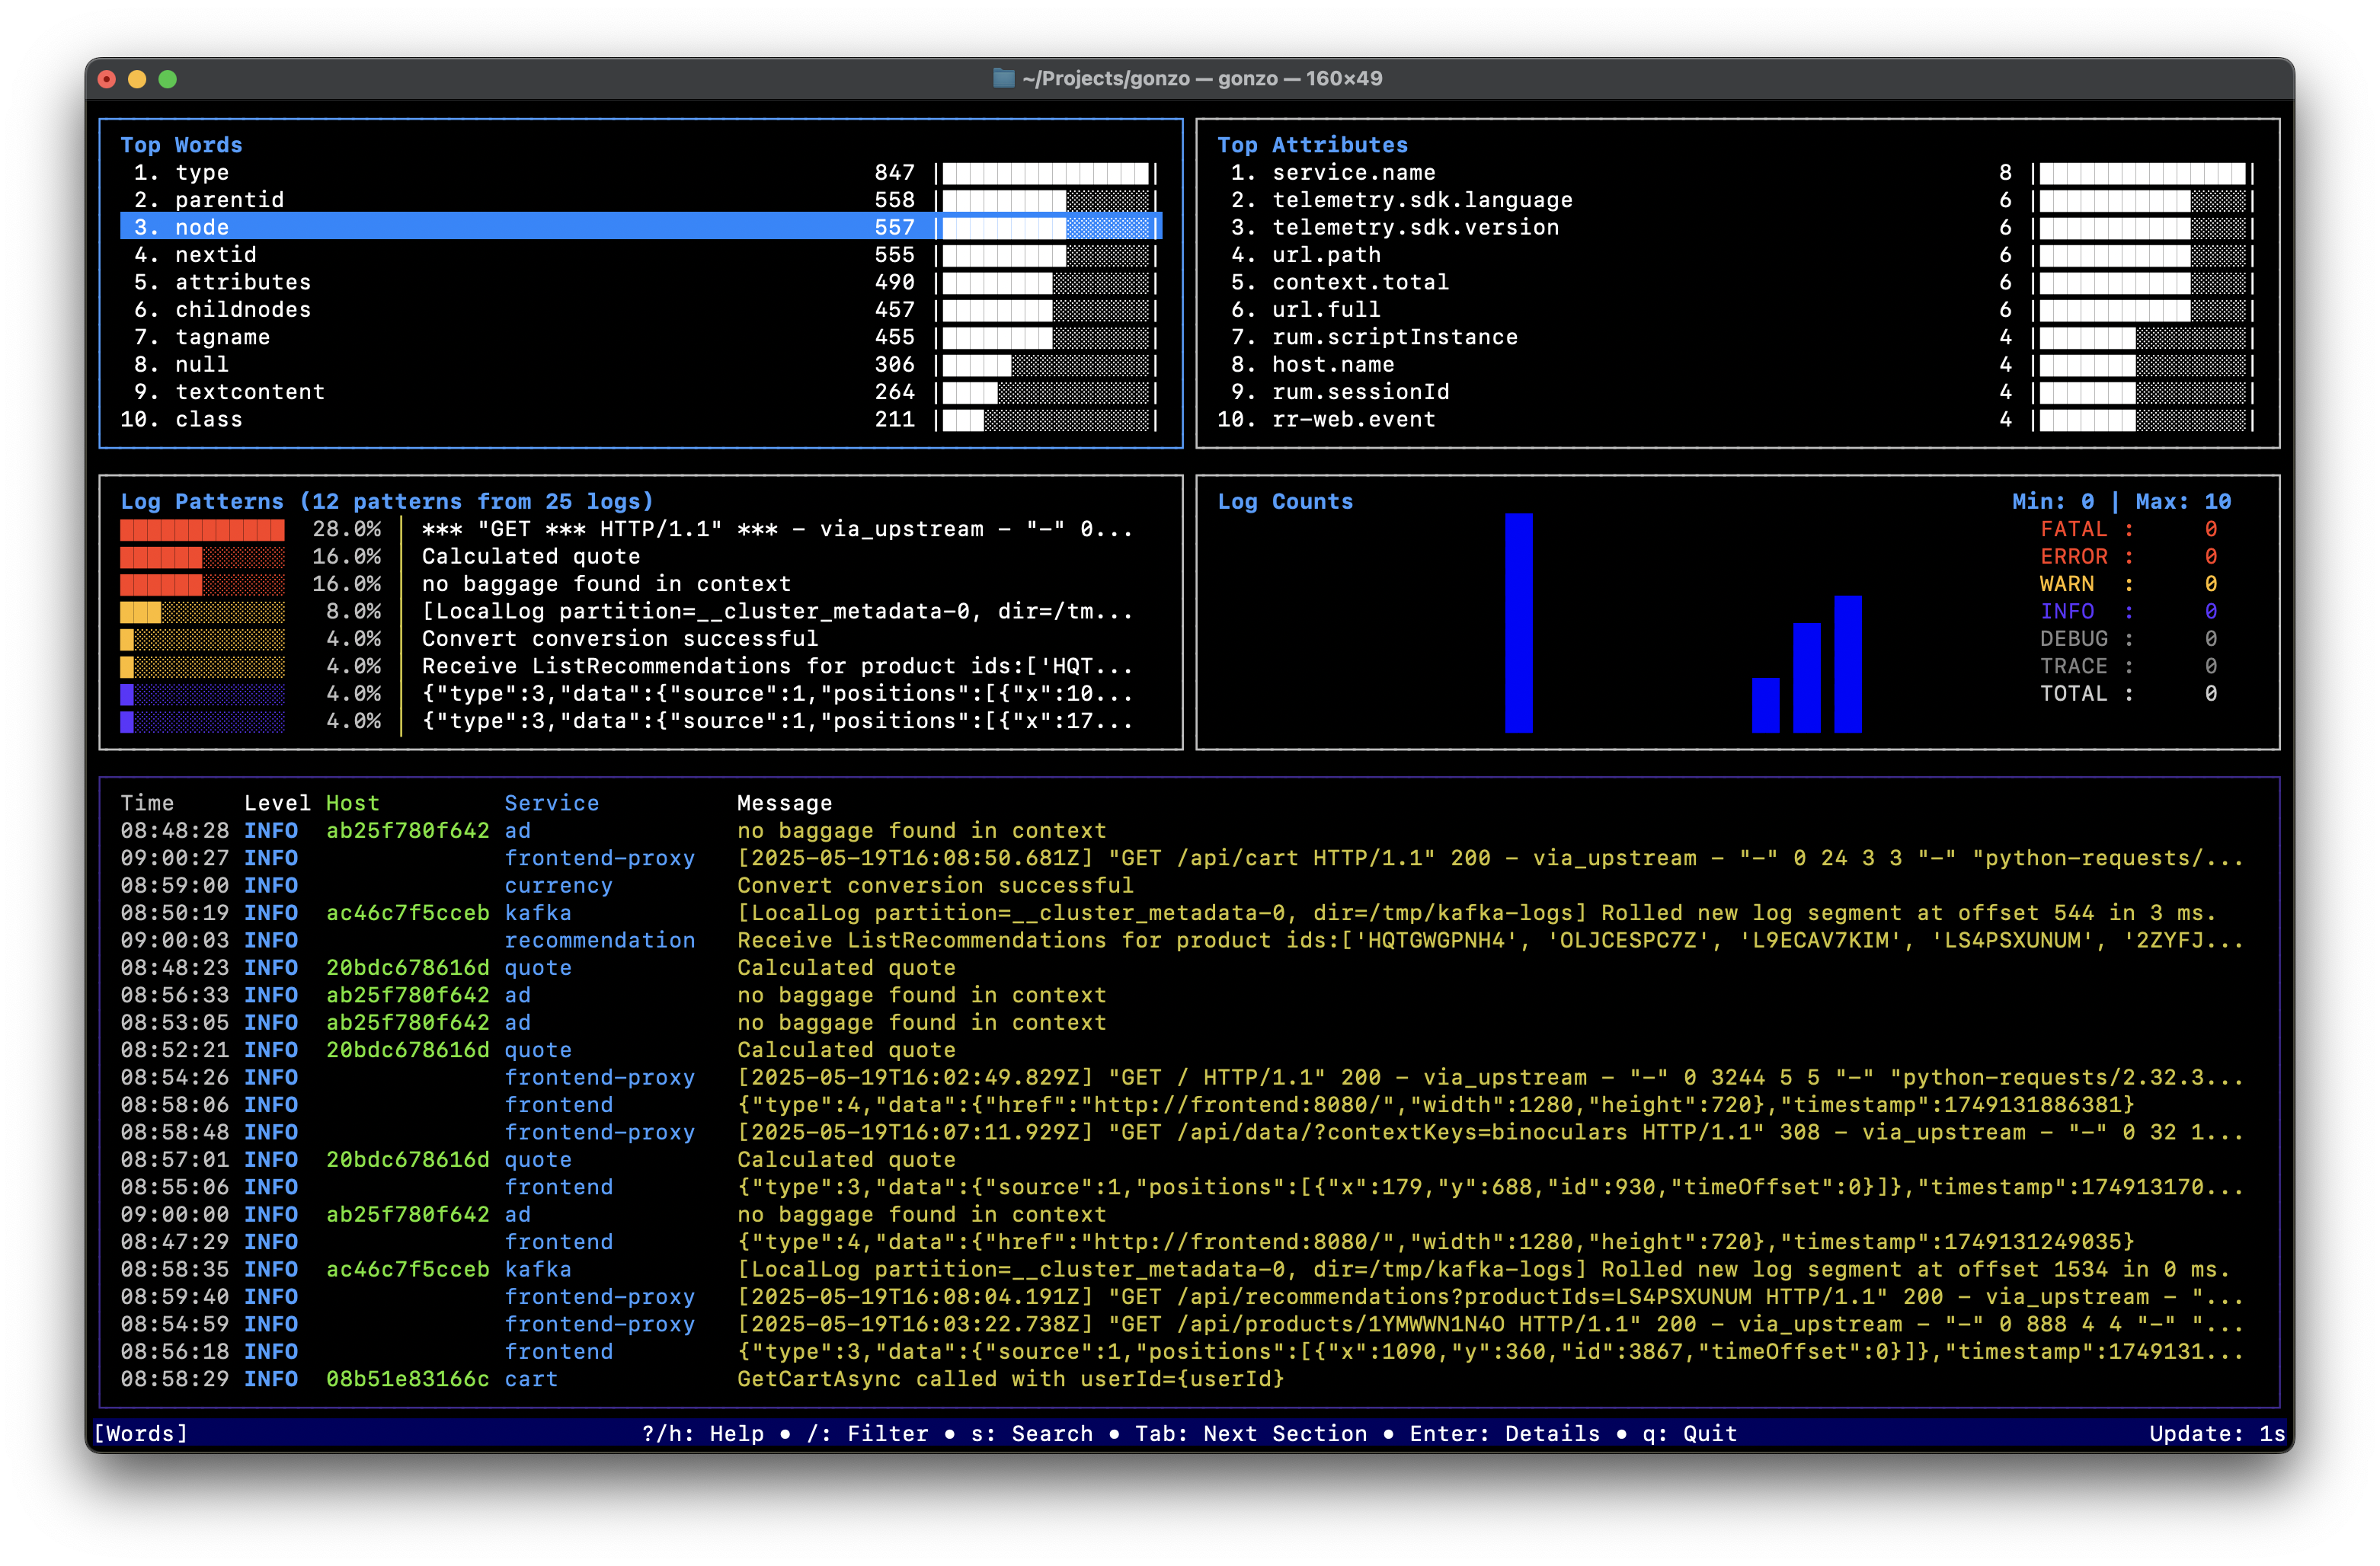 ~/Projects/gonzo — gonzo — 160×49
Top Words
1. type 847
2. parentid 558
3. node 557
4. nextid 555
5. attributes 490
6. childnodes 457
7. tagname 455
8. null 306
9. textcontent 264
10. class 211
Top Attributes
1. service.name 8
2. telemetry.sdk.language 6
3. telemetry.sdk.version 6
4. url.path 6
5. context.total 6
6. url.full 6
7. rum.scriptInstance 4
8. host.name 4
9. rum.sessionId 4
10. rr-web.event 4
Log Patterns (12 patterns from 25 logs)
28.0% │ *** "GET *** HTTP/1.1" *** - via_upstream - "-" 0...
16.0% │ Calculated quote
16.0% │ no baggage found in context
8.0% │ [LocalLog partition=__cluster_metadata-0, dir=/tm...
4.0% │ Convert conversion successful
4.0% │ Receive ListRecommendations for product ids:['HQT...
4.0% │ {"type":3,"data":{"source":1,"positions":[{"x":10...
4.0% │ {"type":3,"data":{"source":1,"positions":[{"x":17...
Log Counts Min: 0 | Max: 10
FATAL : 0
ERROR : 0
WARN : 0
INFO : 0
DEBUG : 0
TRACE : 0
TOTAL : 0
Time Level Host Service Message
08:48:28 INFO ab25f780f642 ad no baggage found in context
09:00:27 INFO frontend-proxy [2025-05-19T16:08:50.681Z] "GET /api/cart HTTP/1.1" 200 - via_upstream - "-" 0 24 3 3 "-" "python-requests/...
08:59:00 INFO currency Convert conversion successful
08:50:19 INFO ac46c7f5cceb kafka [LocalLog partition=__cluster_metadata-0, dir=/tmp/kafka-logs] Rolled new log segment at offset 544 in 3 ms.
09:00:03 INFO recommendation Receive ListRecommendations for product ids:['HQTGWGPNH4', 'OLJCESPC7Z', 'L9ECAV7KIM', 'LS4PSXUNUM', '2ZYFJ...
08:48:23 INFO 20bdc678616d quote Calculated quote
08:56:33 INFO ab25f780f642 ad no baggage found in context
08:53:05 INFO ab25f780f642 ad no baggage found in context
08:52:21 INFO 20bdc678616d quote Calculated quote
08:54:26 INFO frontend-proxy [2025-05-19T16:02:49.829Z] "GET / HTTP/1.1" 200 - via_upstream - "-" 0 3244 5 5 "-" "python-requests/2.32.3...
08:58:06 INFO frontend {"type":4,"data":{"href":"http://frontend:8080/","width":1280,"height":720},"timestamp":1749131886381}
08:58:48 INFO frontend-proxy [2025-05-19T16:07:11.929Z] "GET /api/data/?contextKeys=binoculars HTTP/1.1" 308 - via_upstream - "-" 0 32 1...
08:57:01 INFO 20bdc678616d quote Calculated quote
08:55:06 INFO frontend {"type":3,"data":{"source":1,"positions":[{"x":179,"y":688,"id":930,"timeOffset":0}]},"timestamp":174913170...
09:00:00 INFO ab25f780f642 ad no baggage found in context
08:47:29 INFO frontend {"type":4,"data":{"href":"http://frontend:8080/","width":1280,"height":720},"timestamp":1749131249035}
08:58:35 INFO ac46c7f5cceb kafka [LocalLog partition=__cluster_metadata-0, dir=/tmp/kafka-logs] Rolled new log segment at offset 1534 in 0 ms.
08:59:40 INFO frontend-proxy [2025-05-19T16:08:04.191Z] "GET /api/recommendations?productIds=LS4PSXUNUM HTTP/1.1" 200 - via_upstream - "...
08:54:59 INFO frontend-proxy [2025-05-19T16:03:22.738Z] "GET /api/products/1YMWWN1N4O HTTP/1.1" 200 - via_upstream - "-" 0 888 4 4 "-" "...
08:56:18 INFO frontend {"type":3,"data":{"source":1,"positions":[{"x":1090,"y":360,"id":3867,"timeOffset":0}]},"timestamp":1749131...
08:58:29 INFO 08b51e83166c cart GetCartAsync called with userId={userId}
[Words] ?/h: Help • /: Filter • s: Search • Tab: Next Section • Enter: Details • q: Quit Update: 1s